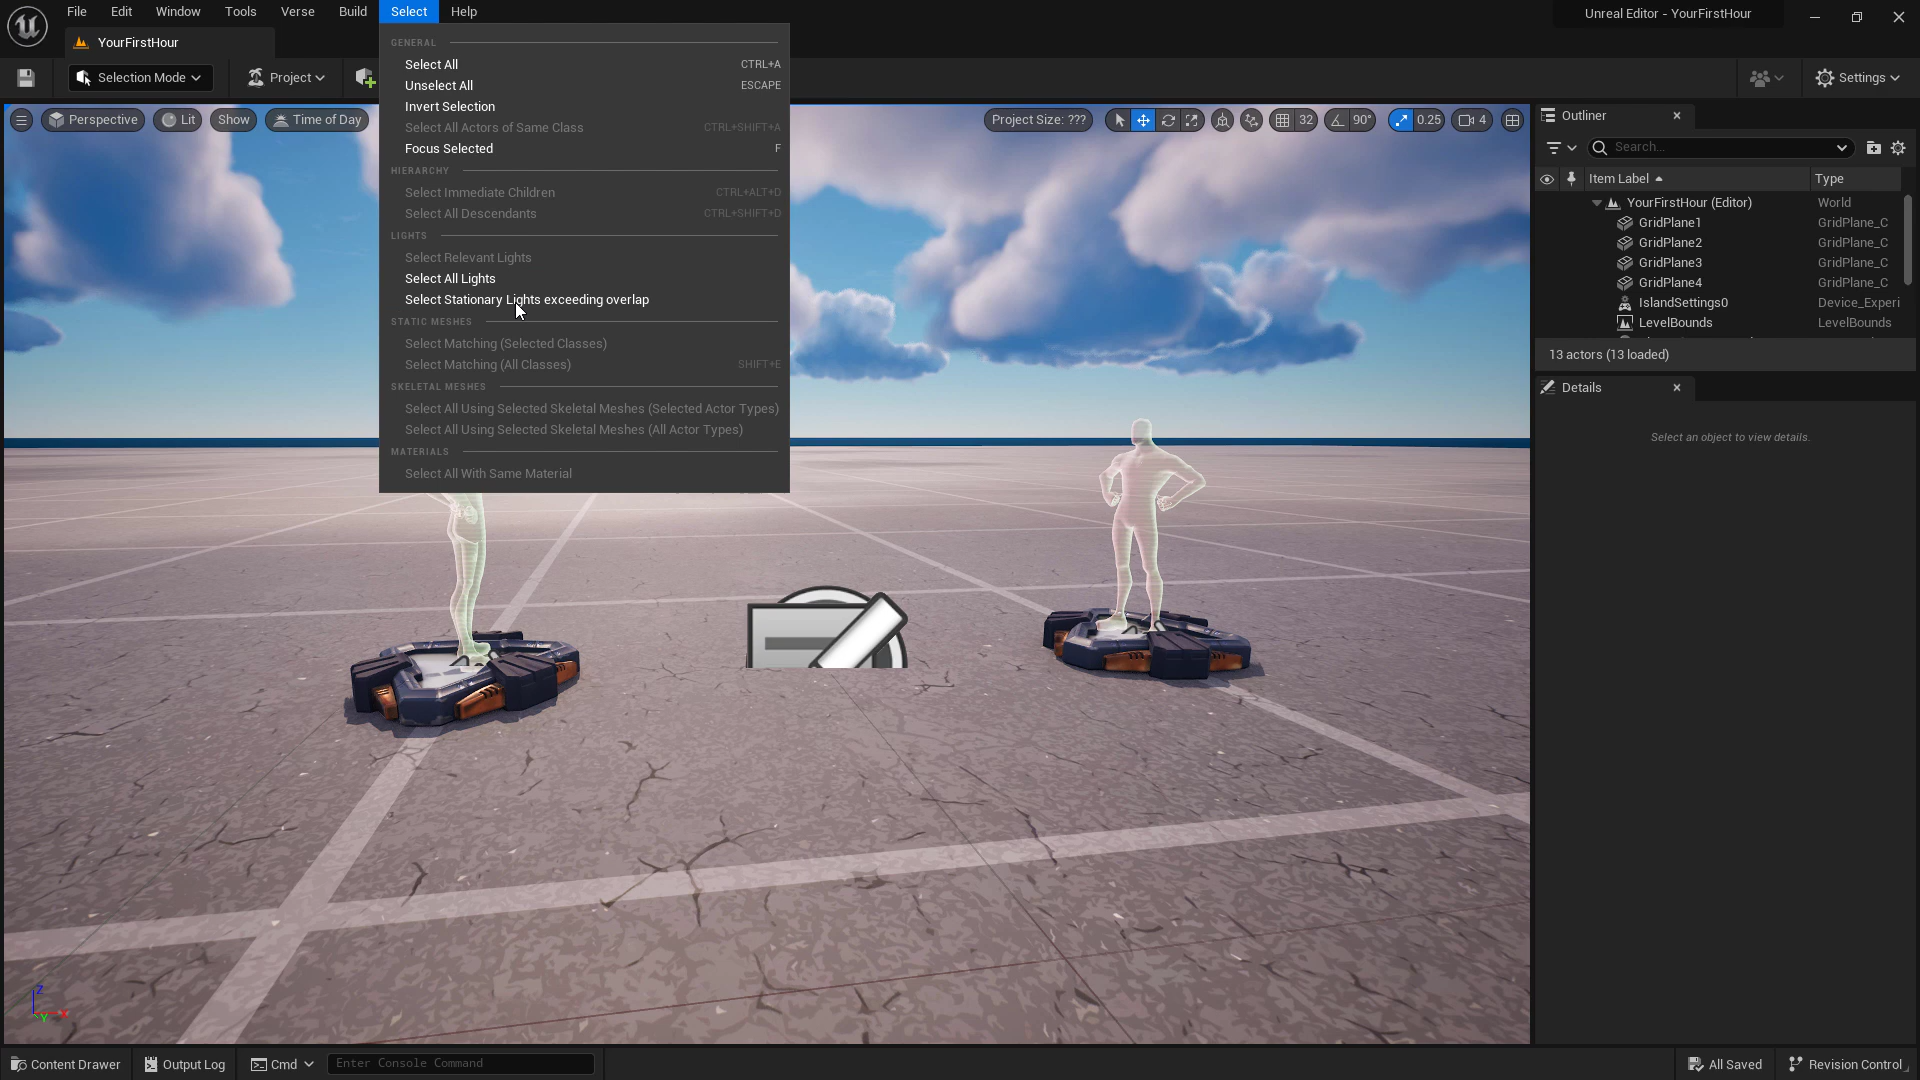 File Edit Window Tools Verse Build Select Help
Unreal Editor - YourFirstHour
YourFirstHour
Selection Mode
Project
Settings
GENERAL
Select All CTRL+A
Unselect All ESCAPE
Invert Selection
Select All Actors of Same Class CTRL+SHIFT+A
Focus Selected F
HIERARCHY
Select Immediate Children CTRL+ALT+D
Select All Descendants CTRL+SHIFT+D
LIGHTS
Select Relevant Lights
Select All Lights
Select Stationary Lights exceeding overlap
STATIC MESHES
Select Matching (Selected Classes)
Select Matching (All Classes) SHIFT+E
SKELETAL MESHES
Select All Using Selected Skeletal Meshes (Selected Actor Types)
Select All Using Selected Skeletal Meshes (All Actor Types)
MATERIALS
Select All With Same Material
Perspective Lit Show Time of Day
Project Size: ??? 32 90° 0.25 4
Outliner
Search...
Item Label Type
YourFirstHour (Editor) World
GridPlane1 GridPlane_C
GridPlane2 GridPlane_C
GridPlane3 GridPlane_C
GridPlane4 GridPlane_C
IslandSettings0 Device_Experi
LevelBounds LevelBounds
13 actors (13 loaded)
Details
Select an object to view details.
Z
Y X
Content Drawer Output Log Cmd Enter Console Command
All Saved Revision Control